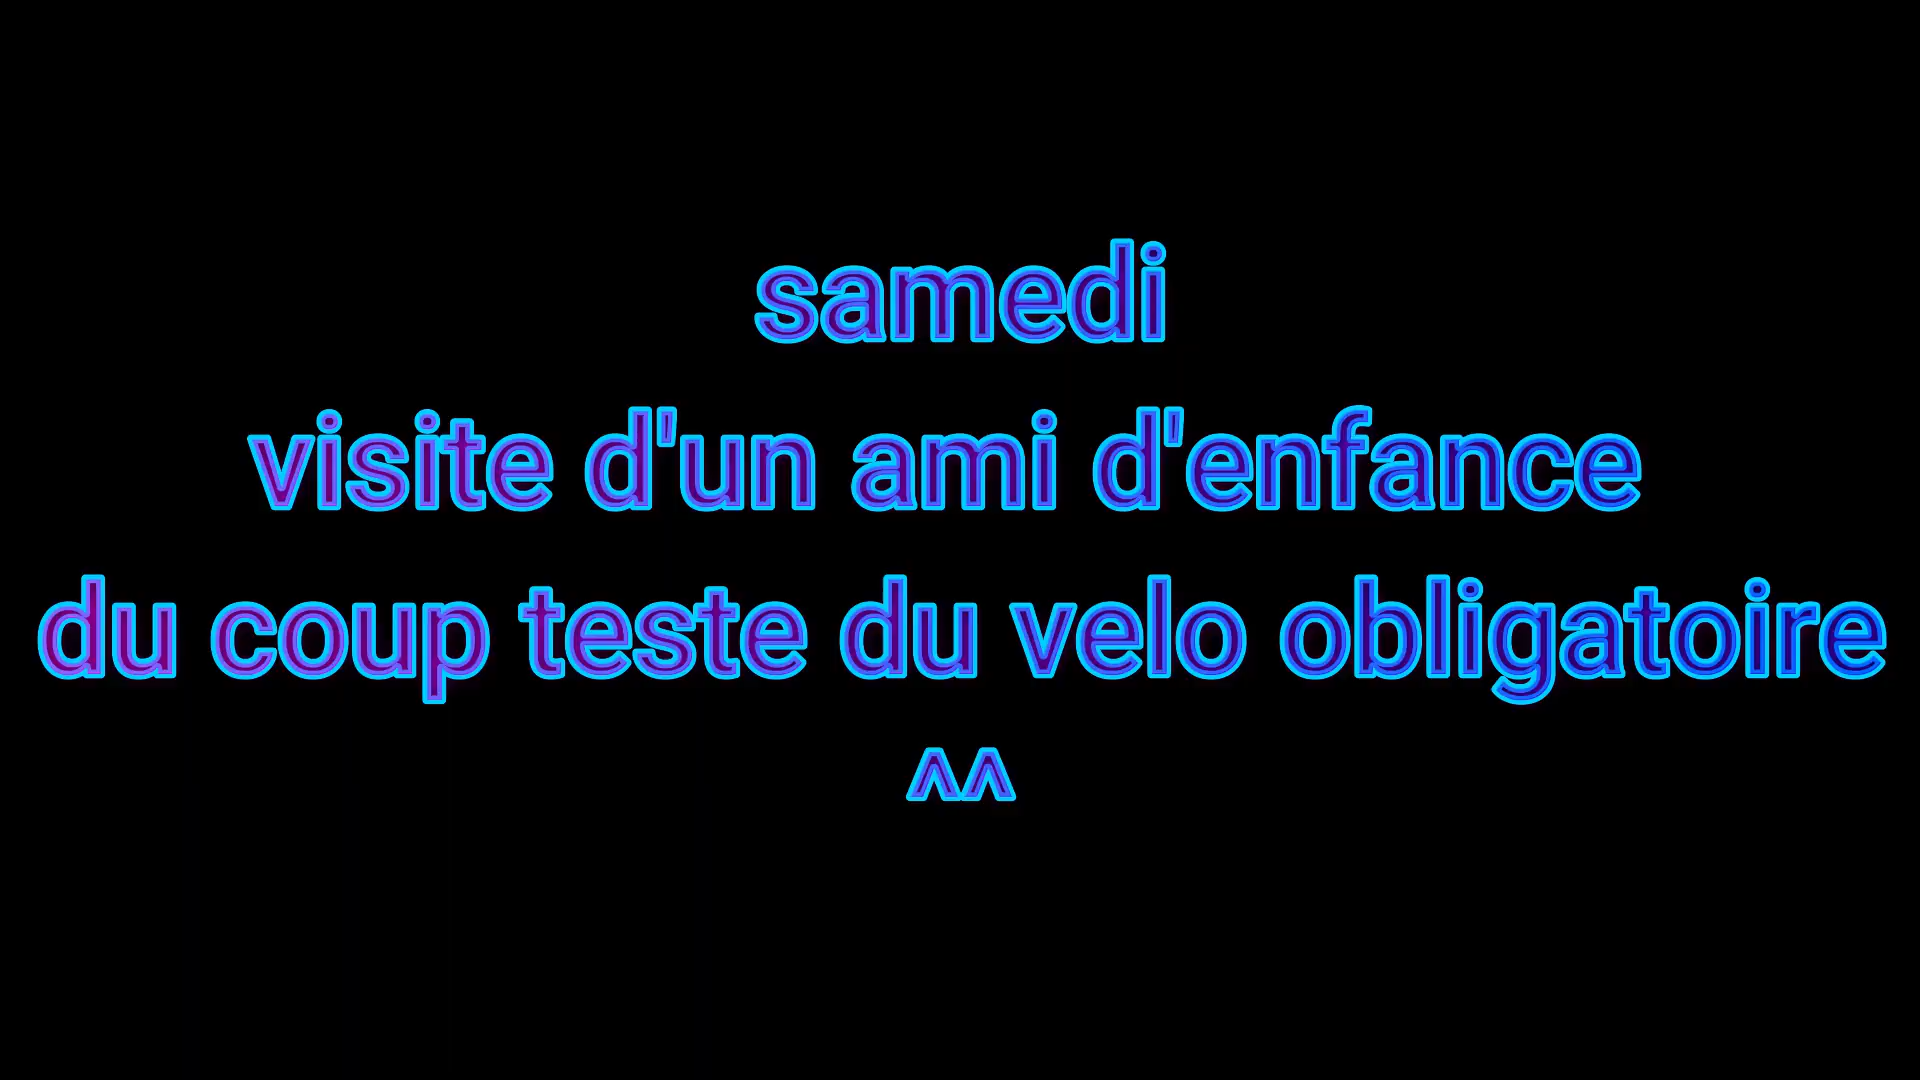 samedi
visite d'un ami d'enfance
du coup teste du velo obligatoire
^^